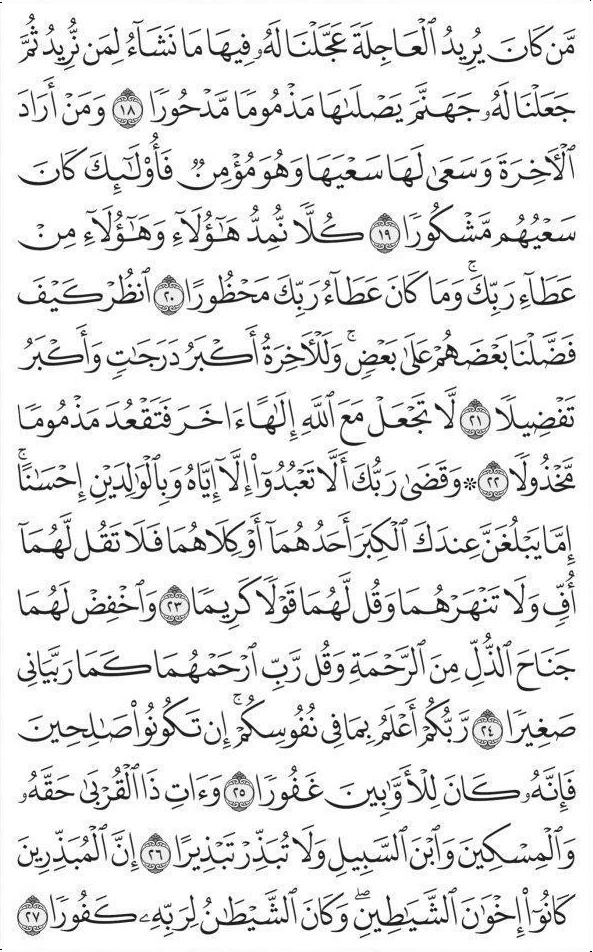 مَّن كَانَ يُرِيدُ ٱلۡعَاجِلَةَ عَجَّلۡنَا لَهُۥ فِيهَا مَا نَشَآءُ لِمَن نُّرِيدُ ثُمَّ
جَعَلۡنَا لَهُۥ جَهَنَّمَ يَصۡلَىٰهَا مَذۡمُومٗا مَّدۡحُورٗا ١٨ وَمَنۡ أَرَادَ
ٱلۡأٓخِرَةَ وَسَعَىٰ لَهَا سَعۡيَهَا وَهُوَ مُؤۡمِنٞ فَأُوْلَٰٓئِكَ كَانَ
سَعۡيُهُم مَّشۡكُورٗا ١٩ كُلّٗا نُّمِدُّ هَٰٓؤُلَآءِ وَهَٰٓؤُلَآءِ مِنۡ
عَطَآءِ رَبِّكَۚ وَمَا كَانَ عَطَآءُ رَبِّكَ مَحۡظُورًا ٢٠ ٱنظُرۡ كَيۡفَ
فَضَّلۡنَا بَعۡضَهُمۡ عَلَىٰ بَعۡضٖۚ وَلَلۡأٓخِرَةُ أَكۡبَرُ دَرَجَٰتٖ وَأَكۡبَرُ
تَفۡضِيلٗا ٢١ لَّا تَجۡعَلۡ مَعَ ٱللَّهِ إِلَٰهًا ءَاخَرَ فَتَقۡعُدَ مَذۡمُومٗا
مَّخۡذُولٗا ٢٢ ۞ وَقَضَىٰ رَبُّكَ أَلَّا تَعۡبُدُوٓاْ إِلَّآ إِيَّاهُ وَبِٱلۡوَٰلِدَيۡنِ إِحۡسَٰنًاۚ
إِمَّا يَبۡلُغَنَّ عِندَكَ ٱلۡكِبَرَ أَحَدُهُمَآ أَوۡ كِلَاهُمَا فَلَا تَقُل لَّهُمَآ
أُفّٖ وَلَا تَنۡهَرۡهُمَا وَقُل لَّهُمَا قَوۡلٗا كَرِيمٗا ٢٣ وَٱخۡفِضۡ لَهُمَا
جَنَاحَ ٱلذُّلِّ مِنَ ٱلرَّحۡمَةِ وَقُل رَّبِّ ٱرۡحَمۡهُمَا كَمَا رَبَّيَانِي
صَغِيرٗا ٢٤ رَّبُّكُمۡ أَعۡلَمُ بِمَا فِي نُفُوسِكُمۡۚ إِن تَكُونُواْ صَٰلِحِينَ
فَإِنَّهُۥ كَانَ لِلۡأَوَّٰبِينَ غَفُورٗا ٢٥ وَءَاتِ ذَا ٱلۡقُرۡبَىٰ حَقَّهُۥ
وَٱلۡمِسۡكِينَ وَٱبۡنَ ٱلسَّبِيلِ وَلَا تُبَذِّرۡ تَبۡذِيرًا ٢٦ إِنَّ ٱلۡمُبَذِّرِينَ
كَانُوٓاْ إِخۡوَٰنَ ٱلشَّيَٰطِينِۖ وَكَانَ ٱلشَّيۡطَٰنُ لِرَبِّهِۦ كَفُورٗا ٢٧